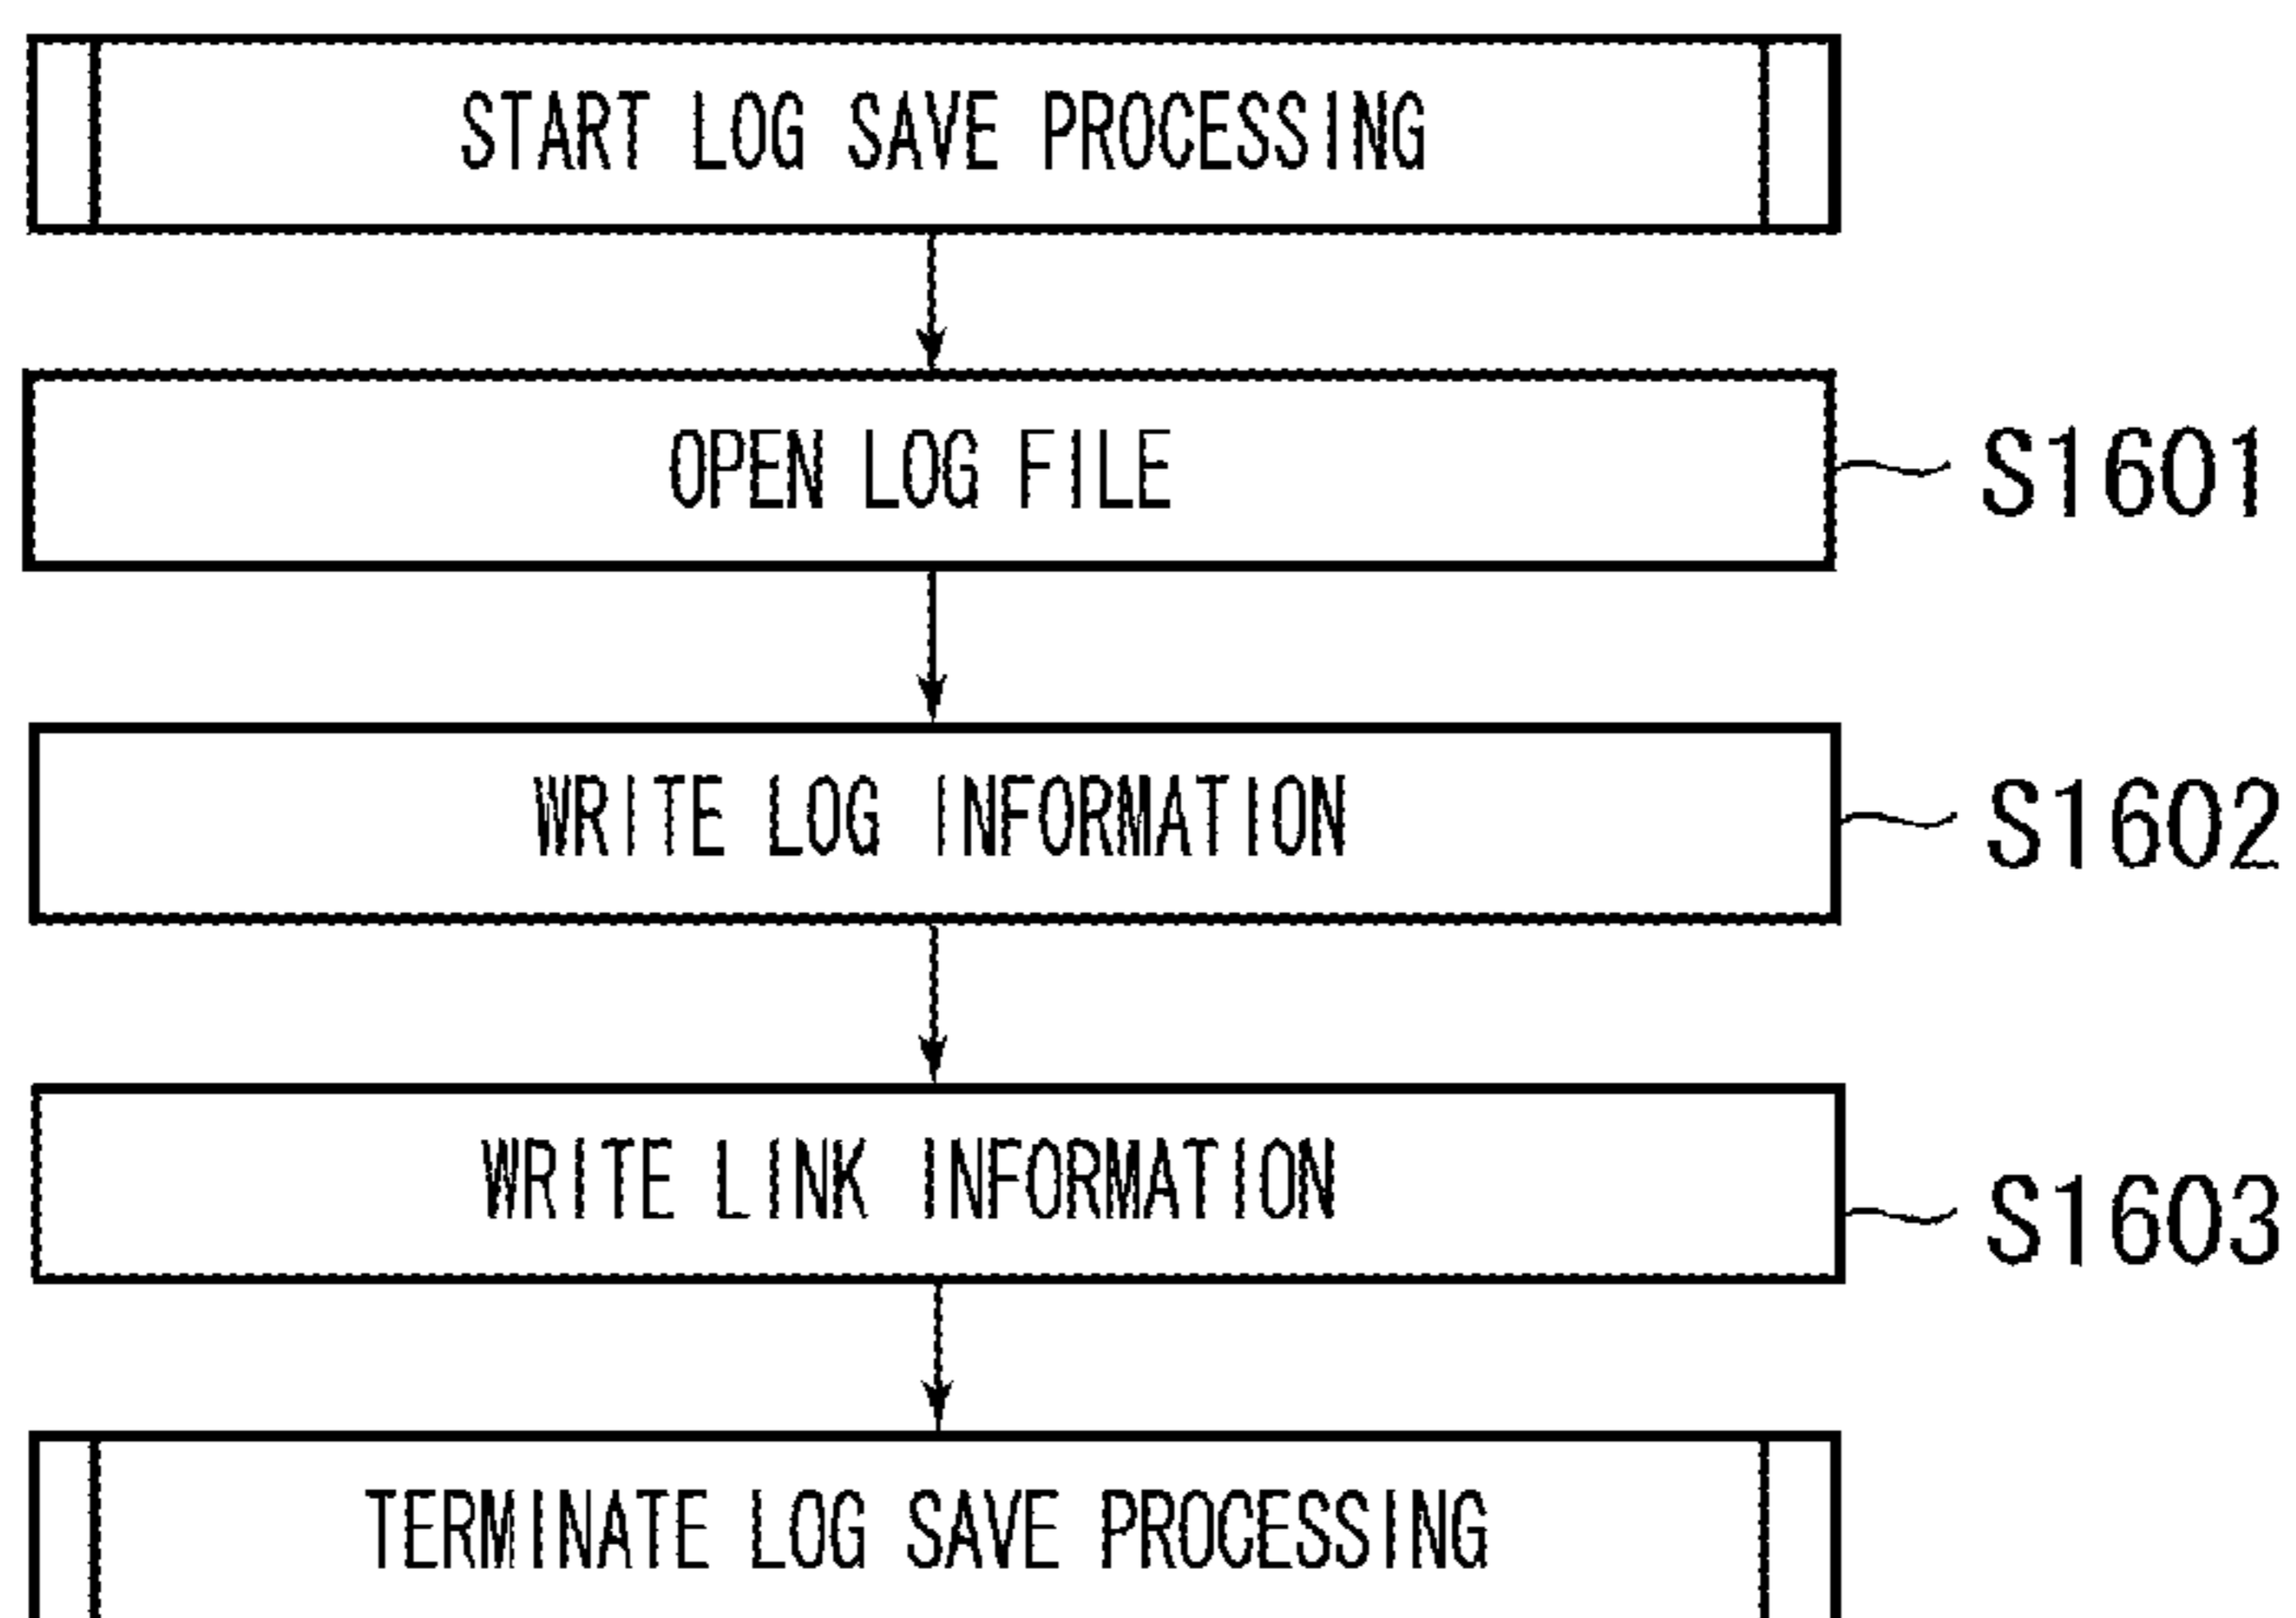 START LOG SAVE PROCESSING
OPEN LOG FILE
S1601
WRITE LOG INFORMATION
S1602
WRITE LINK INFORMATION
S1603
TERMINATE LOG SAVE PROCESSING